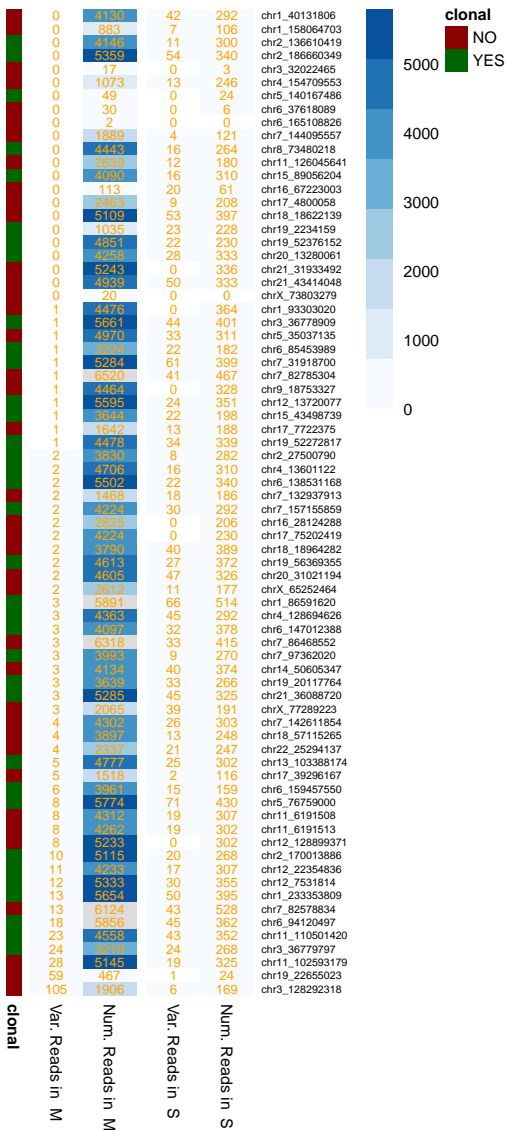 0 4130 42 292 chr1_40131806
0 883 7 106 chr1_158064703
0 4146 11 300 chr2_136610419
0 5359 54 340 chr2_186660349
0 17 0 3 chr3_32022465
0 1073 13 246 chr4_154709553
0 49 0 24 chr5_140167486
0 30 0 6 chr6_37618089
0 2 0 0 chr6_165108826
0 1889 4 121 chr7_144095557
0 4443 16 264 chr8_73480218
0 2639 12 180 chr11_126045641
0 4090 16 310 chr15_89056204
0 113 20 61 chr16_67223003
0 2463 9 208 chr17_4800058
0 5109 53 397 chr18_18622139
0 1035 23 228 chr19_2234159
0 4851 22 230 chr19_52376152
0 4258 28 333 chr20_13280061
0 5243 0 336 chr21_31933492
0 4939 50 333 chr21_43414048
0 20 0 0 chrX_73803279
1 4476 0 364 chr1_93303020
1 5661 44 401 chr3_36778909
1 4970 33 311 chr5_35037135
1 3224 22 182 chr6_85453989
1 5284 61 399 chr7_31918700
1 6520 41 467 chr7_82785304
1 4464 0 328 chr9_18753327
1 5595 24 351 chr12_13720077
1 3644 22 198 chr15_43498739
1 1642 13 188 chr17_7722375
1 4478 34 339 chr19_52272817
2 3830 8 282 chr2_27500790
2 4706 16 310 chr4_13601122
2 5502 22 340 chr6_138531168
2 1468 18 186 chr7_132937913
2 4224 30 292 chr7_157155859
2 2825 0 206 chr16_28124288
2 4224 0 230 chr17_75202419
2 3790 40 389 chr18_18964282
2 4613 27 372 chr19_56369355
2 4605 47 326 chr20_31021194
2 2612 11 177 chrX_65252464
3 5891 66 514 chr1_86591620
3 4363 45 292 chr4_128694626
3 4097 32 378 chr6_147012388
3 6318 33 415 chr7_86468552
3 3993 9 270 chr7_97362020
3 4134 40 374 chr14_50605347
3 3639 33 266 chr19_20117764
3 5285 45 325 chr21_36088720
3 2065 39 191 chrX_77289223
4 4302 26 303 chr7_142611854
4 3897 13 248 chr18_57115265
4 2337 21 247 chr22_25294137
5 4777 25 302 chr13_103388174
5 1518 2 116 chr17_39296167
6 3961 15 159 chr6_159457550
8 5774 71 430 chr5_76759000
8 4312 19 307 chr11_6191508
8 4262 19 302 chr11_6191513
8 5233 0 302 chr12_128899371
10 5115 20 268 chr2_170013886
11 4233 17 307 chr12_22354836
12 5333 30 355 chr12_7531814
13 5654 50 395 chr1_233353809
13 6124 43 528 chr7_82578834
18 5856 45 362 chr6_94120497
23 4558 43 352 chr11_110501420
24 3219 24 268 chr3_36779797
28 5145 19 325 chr11_102593179
59 467 1 24 chr19_22655023
105 1906 6 169 chr3_128292318
clonal
Var. Reads in M
Num. Reads in M
Var. Reads in S
Num. Reads in S
5000
4000
3000
2000
1000
0
clonal
NO
YES